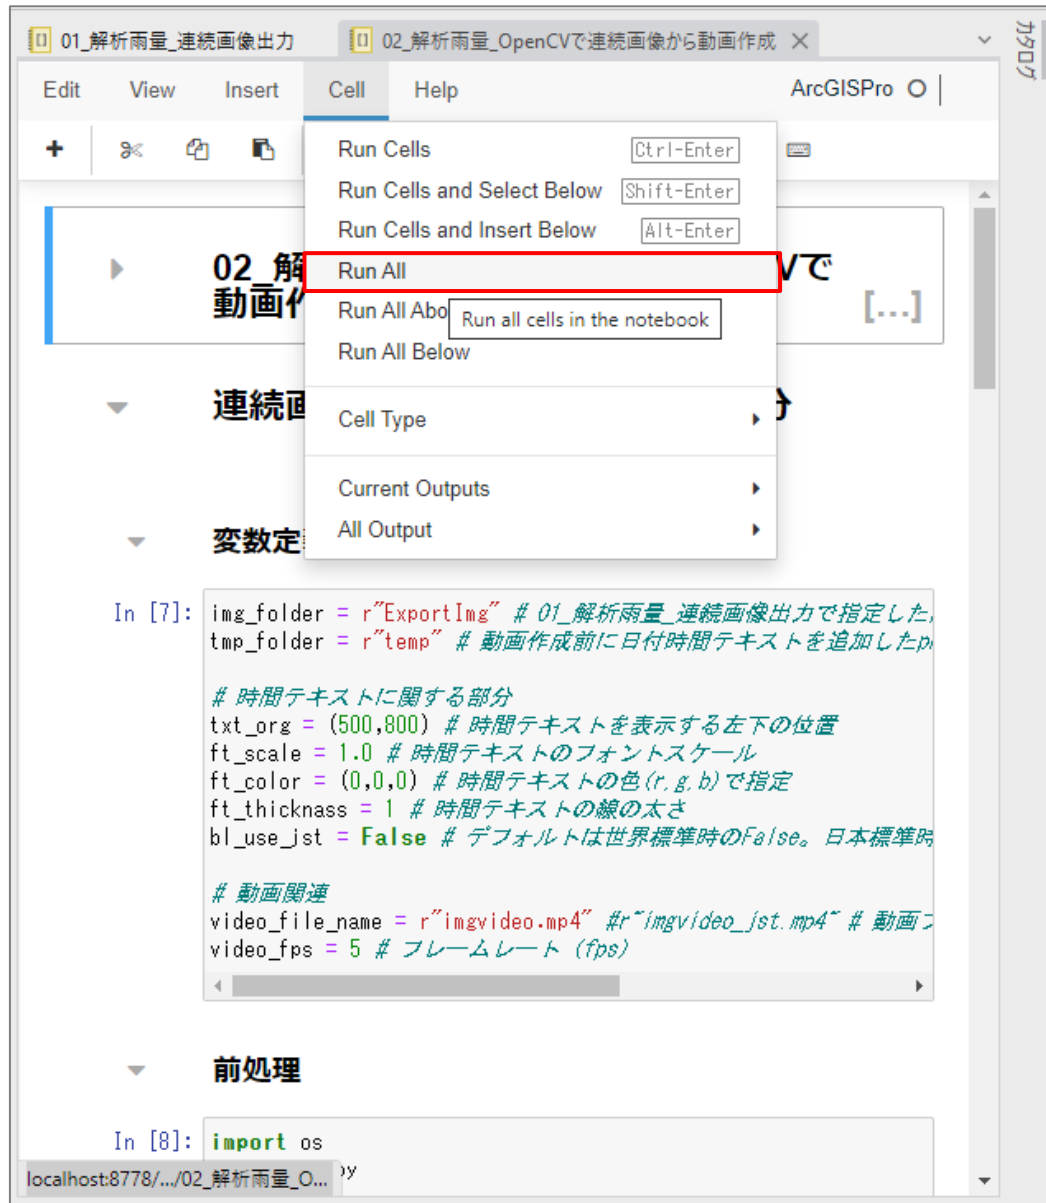 01_解析雨量_連続画像出力
02_解析雨量_OpenCVで連続画像から動画作成
カタログ
Edit View Insert Cell Help ArcGISPro
Run Cells Ctrl-Enter
Run Cells and Select Below Shift-Enter
Run Cells and Insert Below Alt-Enter
Run All
Run All Abo
Run all cells in the notebook
Run All Below
Cell Type
Current Outputs
All Output
02_解 Vで
動画作 [...]
連続画 分
変数定
In [7]: img_folder = r"ExportImg" # 01_解析雨量_連続画像出力で指定した
tmp_folder = r"temp" # 動画作成前に日付時間テキストを追加したp
# 時間テキストに関する部分
txt_org = (500,800) # 時間テキストを表示する左下の位置
ft_scale = 1.0 # 時間テキストのフォントスケール
ft_color = (0,0,0) # 時間テキストの色(r,g,b)で指定
ft_thicknass = 1 # 時間テキストの線の太さ
bl_use_jst = False # デフォルトは世界標準時のFalse。日本標準時
# 動画関連
video_file_name = r"imgvideo.mp4" #r"imgvideo_jst.mp4" # 動画フ
video_fps = 5 # フレームレート (fps)
前処理
In [8]: import os
localhost:8778/.../02_解析雨量_O... py